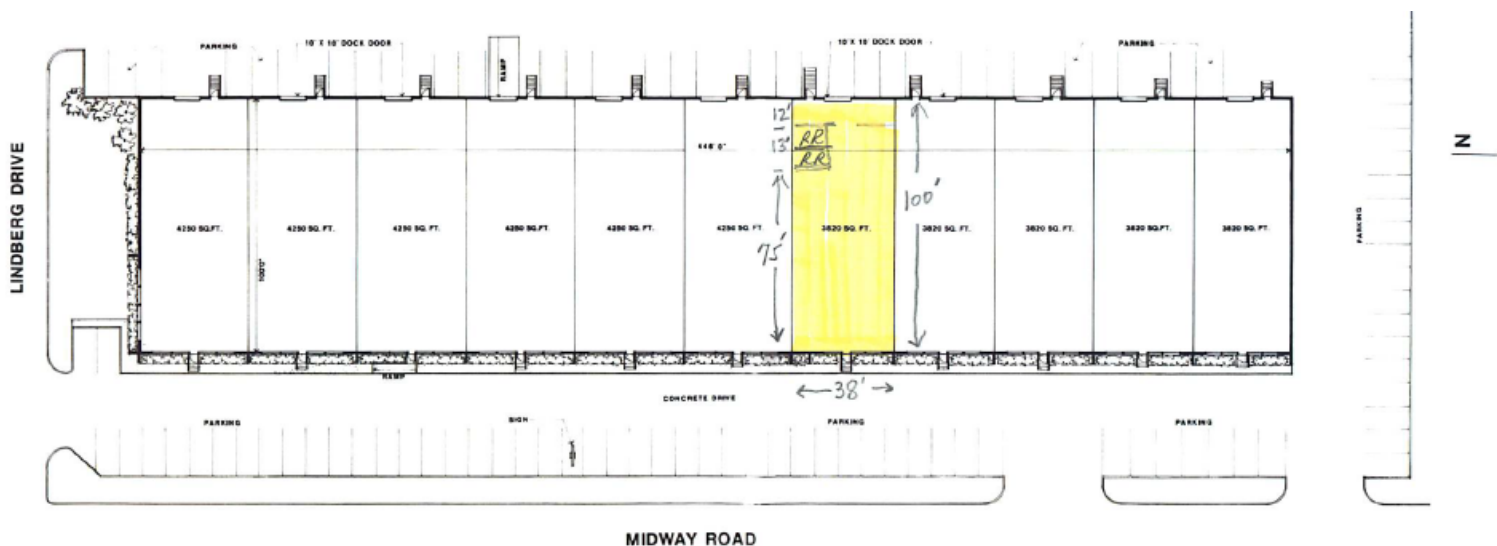 PARKING
10' X 10' DOCK DOOR
RAMP
10' X 10' DOCK DOOR
PARKING
LINDBERG DRIVE
12'
13'
RR
RR
448' 0"
N
100'
75'
100'0"
4250 SQ.FT.
4250 SQ. FT.
4250 SQ. FT.
4250 SQ. FT.
4250 SQ. FT.
4250 SQ. FT.
3820 SQ. FT.
3820 SQ. FT.
3820 SQ. FT.
3820 SQ. FT.
3820 SQ. FT.
PARKING
RAMP
38'
CONCRETE DRIVE
PARKING
SIGN
PARKING
PARKING
MIDWAY ROAD